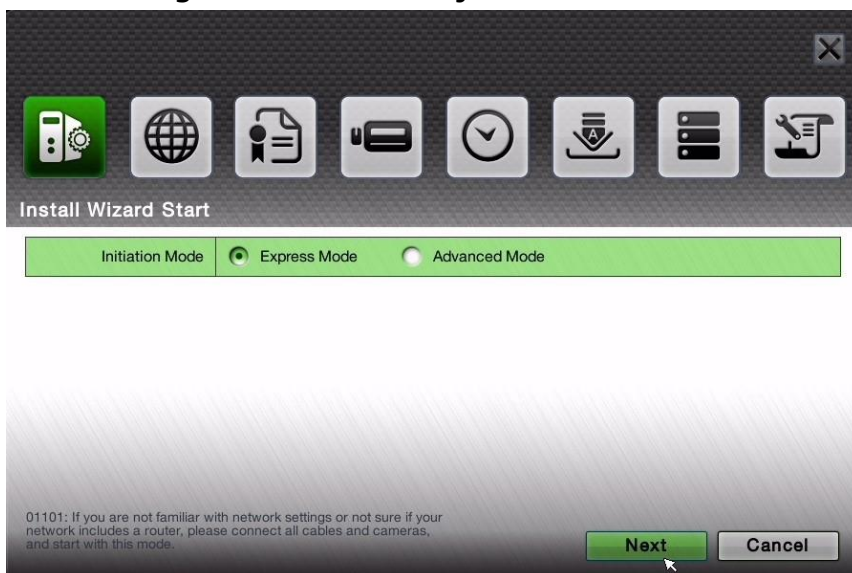 Install Wizard Start
Initiation Mode Express Mode Advanced Mode
01101: If you are not familiar with network settings or not sure if your
network includes a router, please connect all cables and cameras,
and start with this mode.
Next Cancel